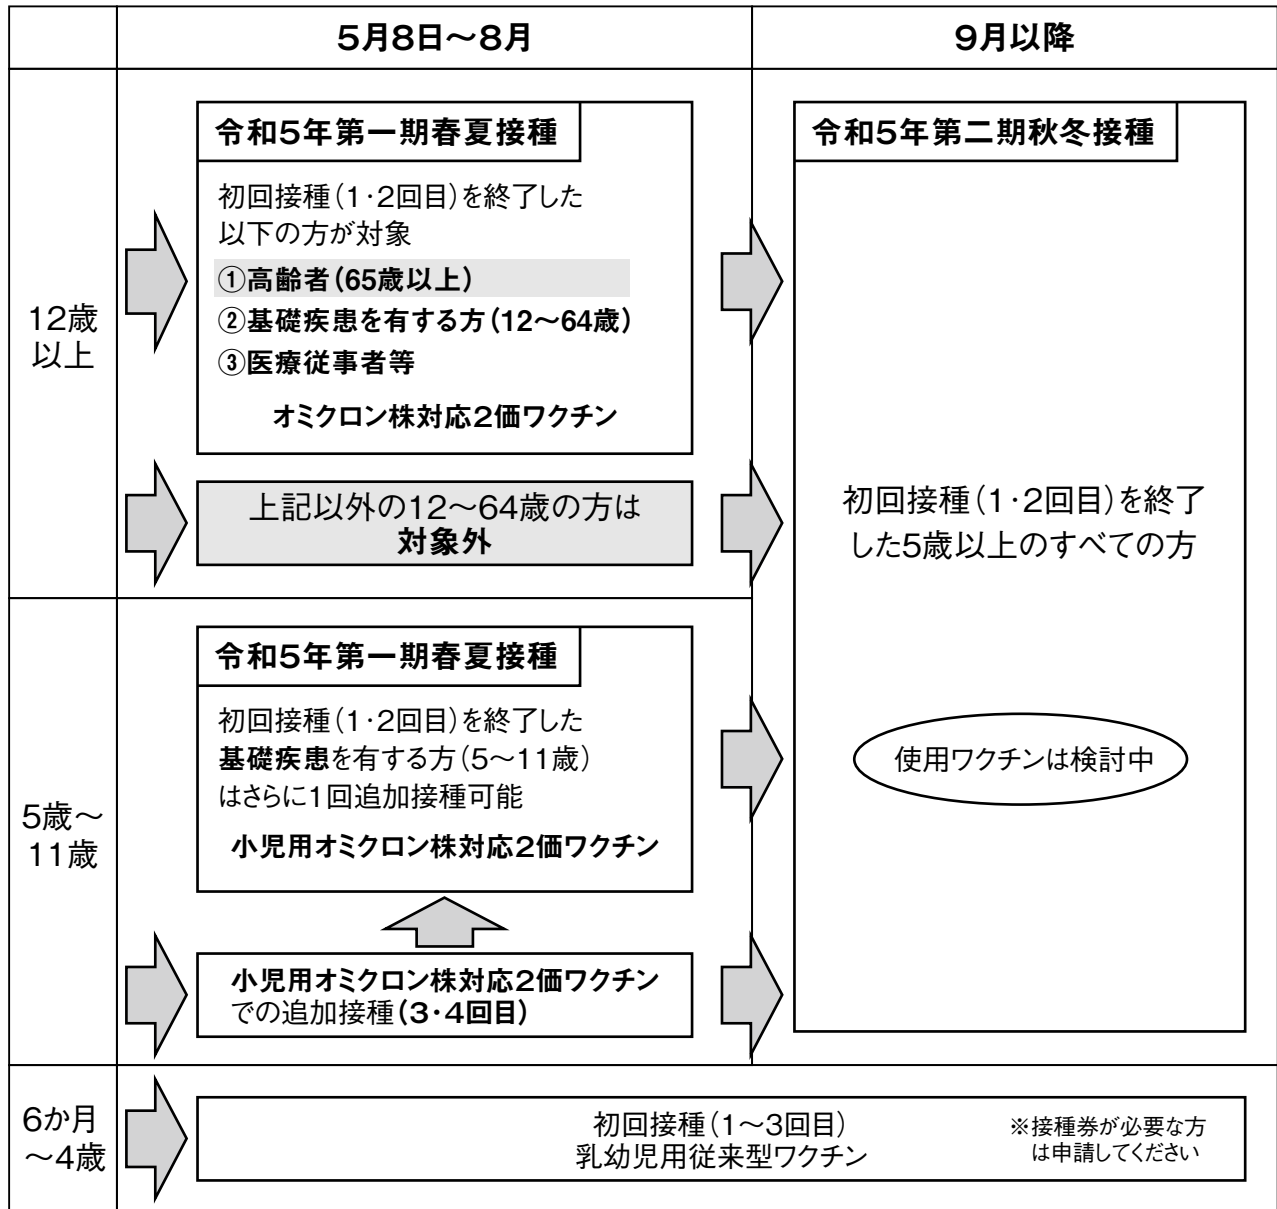 5月8日～8月
9月以降
12歳
以上
令和5年第一期春夏接種
初回接種（1・2回目）を終了した
以下の方が対象
①高齢者（65歳以上）
②基礎疾患を有する方（12～64歳）
③医療従事者等
オミクロン株対応2価ワクチン
上記以外の12～64歳の方は
対象外
令和5年第二期秋冬接種
初回接種（1・2回目）を終了
した5歳以上のすべての方
使用ワクチンは検討中
5歳～
11歳
令和5年第一期春夏接種
初回接種（1・2回目）を終了した
基礎疾患を有する方（5～11歳）
はさらに1回追加接種可能
小児用オミクロン株対応2価ワクチン
小児用オミクロン株対応2価ワクチン
での追加接種（3・4回目）
6か月
～4歳
初回接種（1～3回目）
乳幼児用従来型ワクチン
※接種券が必要な方
は申請してください